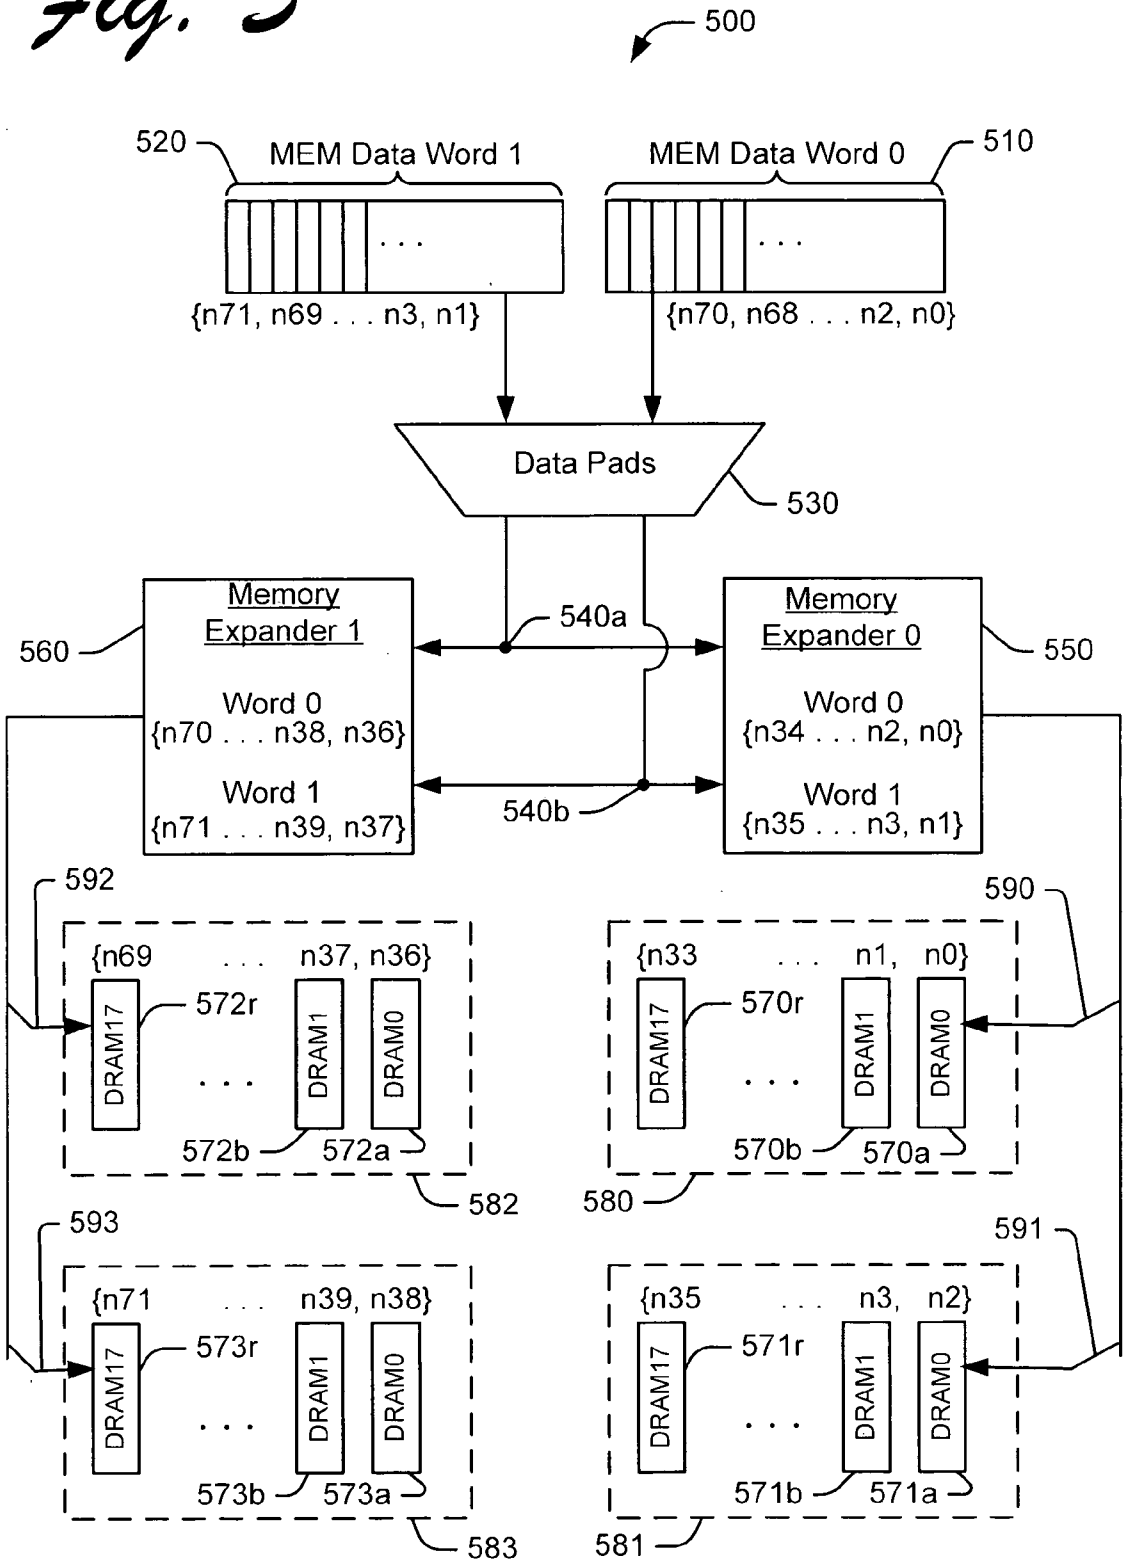 Fig. 5
500
520
MEM Data Word 1
MEM Data Word 0
510
. . .
. . .
{n71, n69 . . . n3, n1}
{n70, n68 . . . n2, n0}
Data Pads
530
Memory
Expander 1
560
Word 0
{n70 . . . n38, n36}
Word 1
{n71 . . . n39, n37}
540a
540b
Memory
Expander 0
550
Word 0
{n34 . . . n2, n0}
Word 1
{n35 . . . n3, n1}
592
590
{n69 . . . n37, n36}
DRAM17
572r
. . .
DRAM1
DRAM0
572b
572a
582
{n33 . . . n1, n0}
DRAM17
570r
. . .
DRAM1
DRAM0
570b
570a
580
593
591
{n71 . . . n39, n38}
DRAM17
573r
. . .
DRAM1
DRAM0
573b
573a
583
{n35 . . . n3, n2}
DRAM17
571r
. . .
DRAM1
DRAM0
571b
571a
581